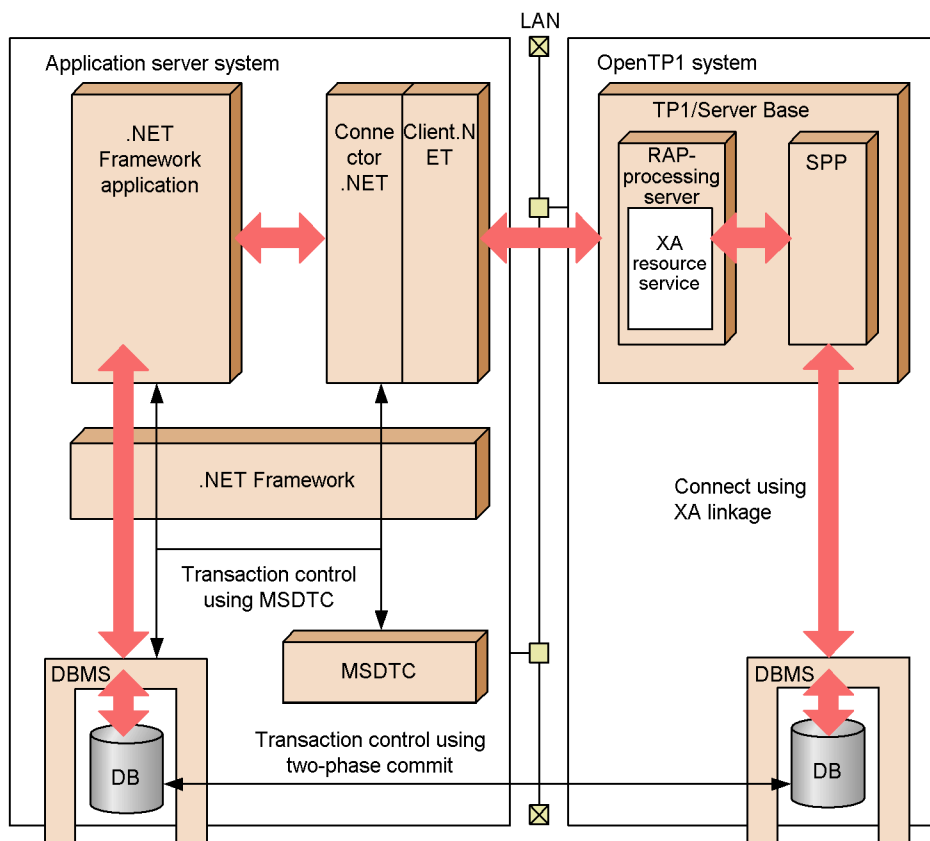 LAN
Application server system
OpenTP1 system
.NET
Framework
application
Conne
ctor
.NET
Client.N
ET
TP1/Server Base
RAP-
processing
server
XA
resource
service
SPP
.NET Framework
Connect using
XA linkage
Transaction control
using MSDTC
MSDTC
DBMS
DB
Transaction control using
two-phase commit
DBMS
DB